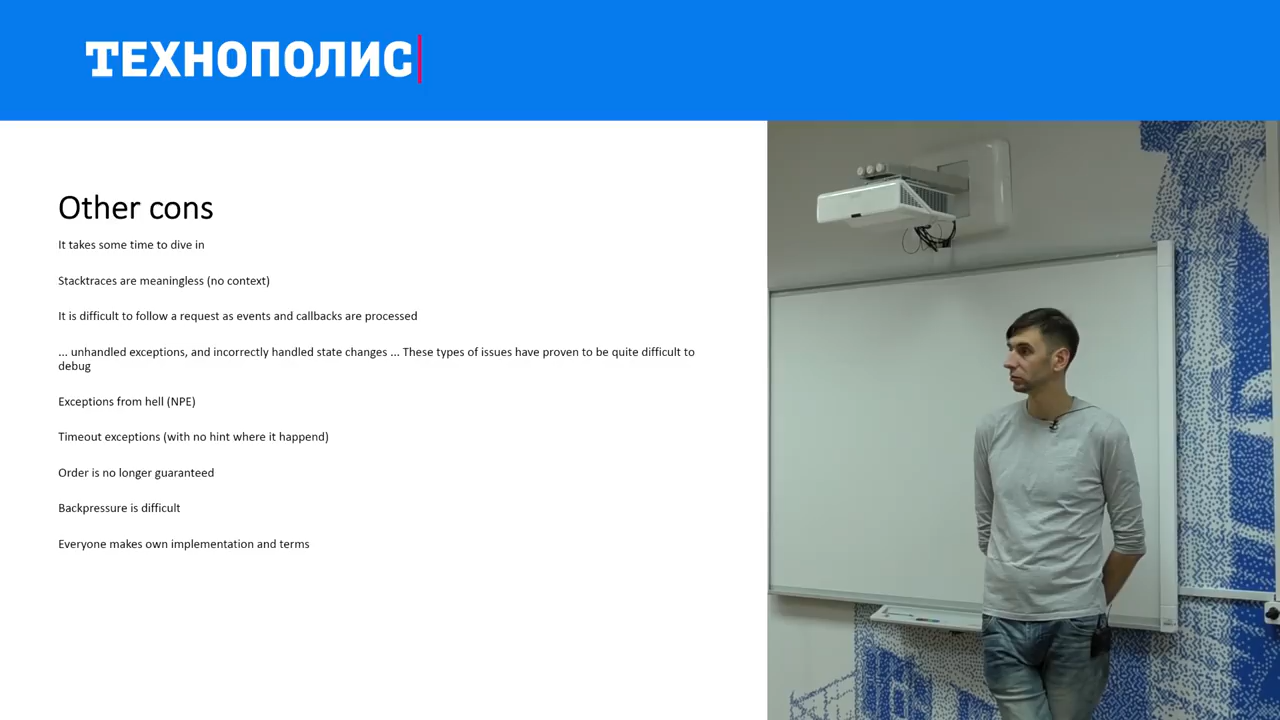 ТЕХНОПОЛИС
Other cons
It takes some time to dive in
Stacktraces are meaningless (no context)
It is difficult to follow a request as events and callbacks are processed
... unhandled exceptions, and incorrectly handled state changes ... These types of issues have proven to be quite difficult to
debug
Exceptions from hell (NPE)
Timeout exceptions (with no hint where it happend)
Order is no longer guaranteed
Backpressure is difficult
Everyone makes own implementation and terms